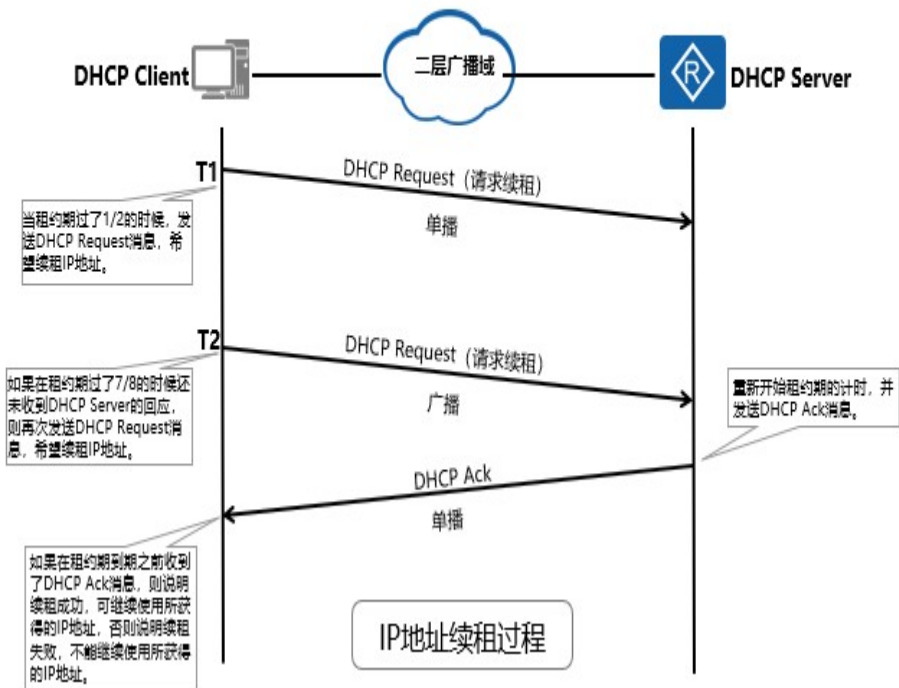 二层广播域
DHCP Client
R
DHCP Server
T1
DHCP Request（请求续租）
单播
当租约期过了1/2的时候，发
送DHCP Request消息，希
望续租IP地址。
T2
DHCP Request（请求续租）
广播
如果在租约期过了7/8的时候还
未收到DHCP Server的回应，
则再次发送DHCP Request消
息，希望续租IP地址。
重新开始租约期的计时，并
发送DHCP Ack消息。
DHCP Ack
单播
如果在租约期到期之前收到
了DHCP Ack消息，则说明
续租成功，可继续使用所获
得的IP地址，否则说明续租
失败，不能继续使用所获得
的IP地址。
IP地址续租过程